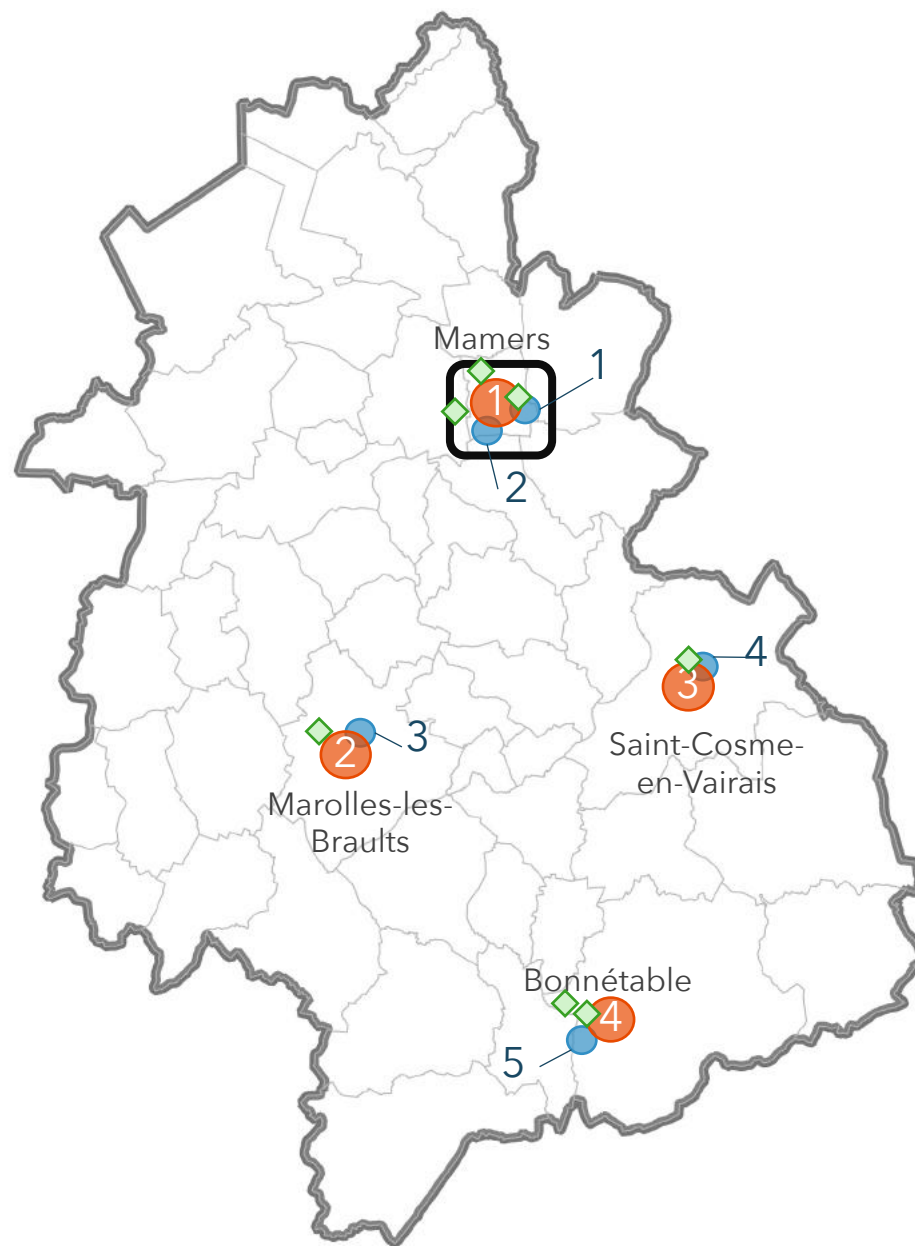 Mamers
1
1
2
4
3
Saint-Cosme-
en-Vairais
3
2
Marolles-les-
Braults
Bonnétable
4
5